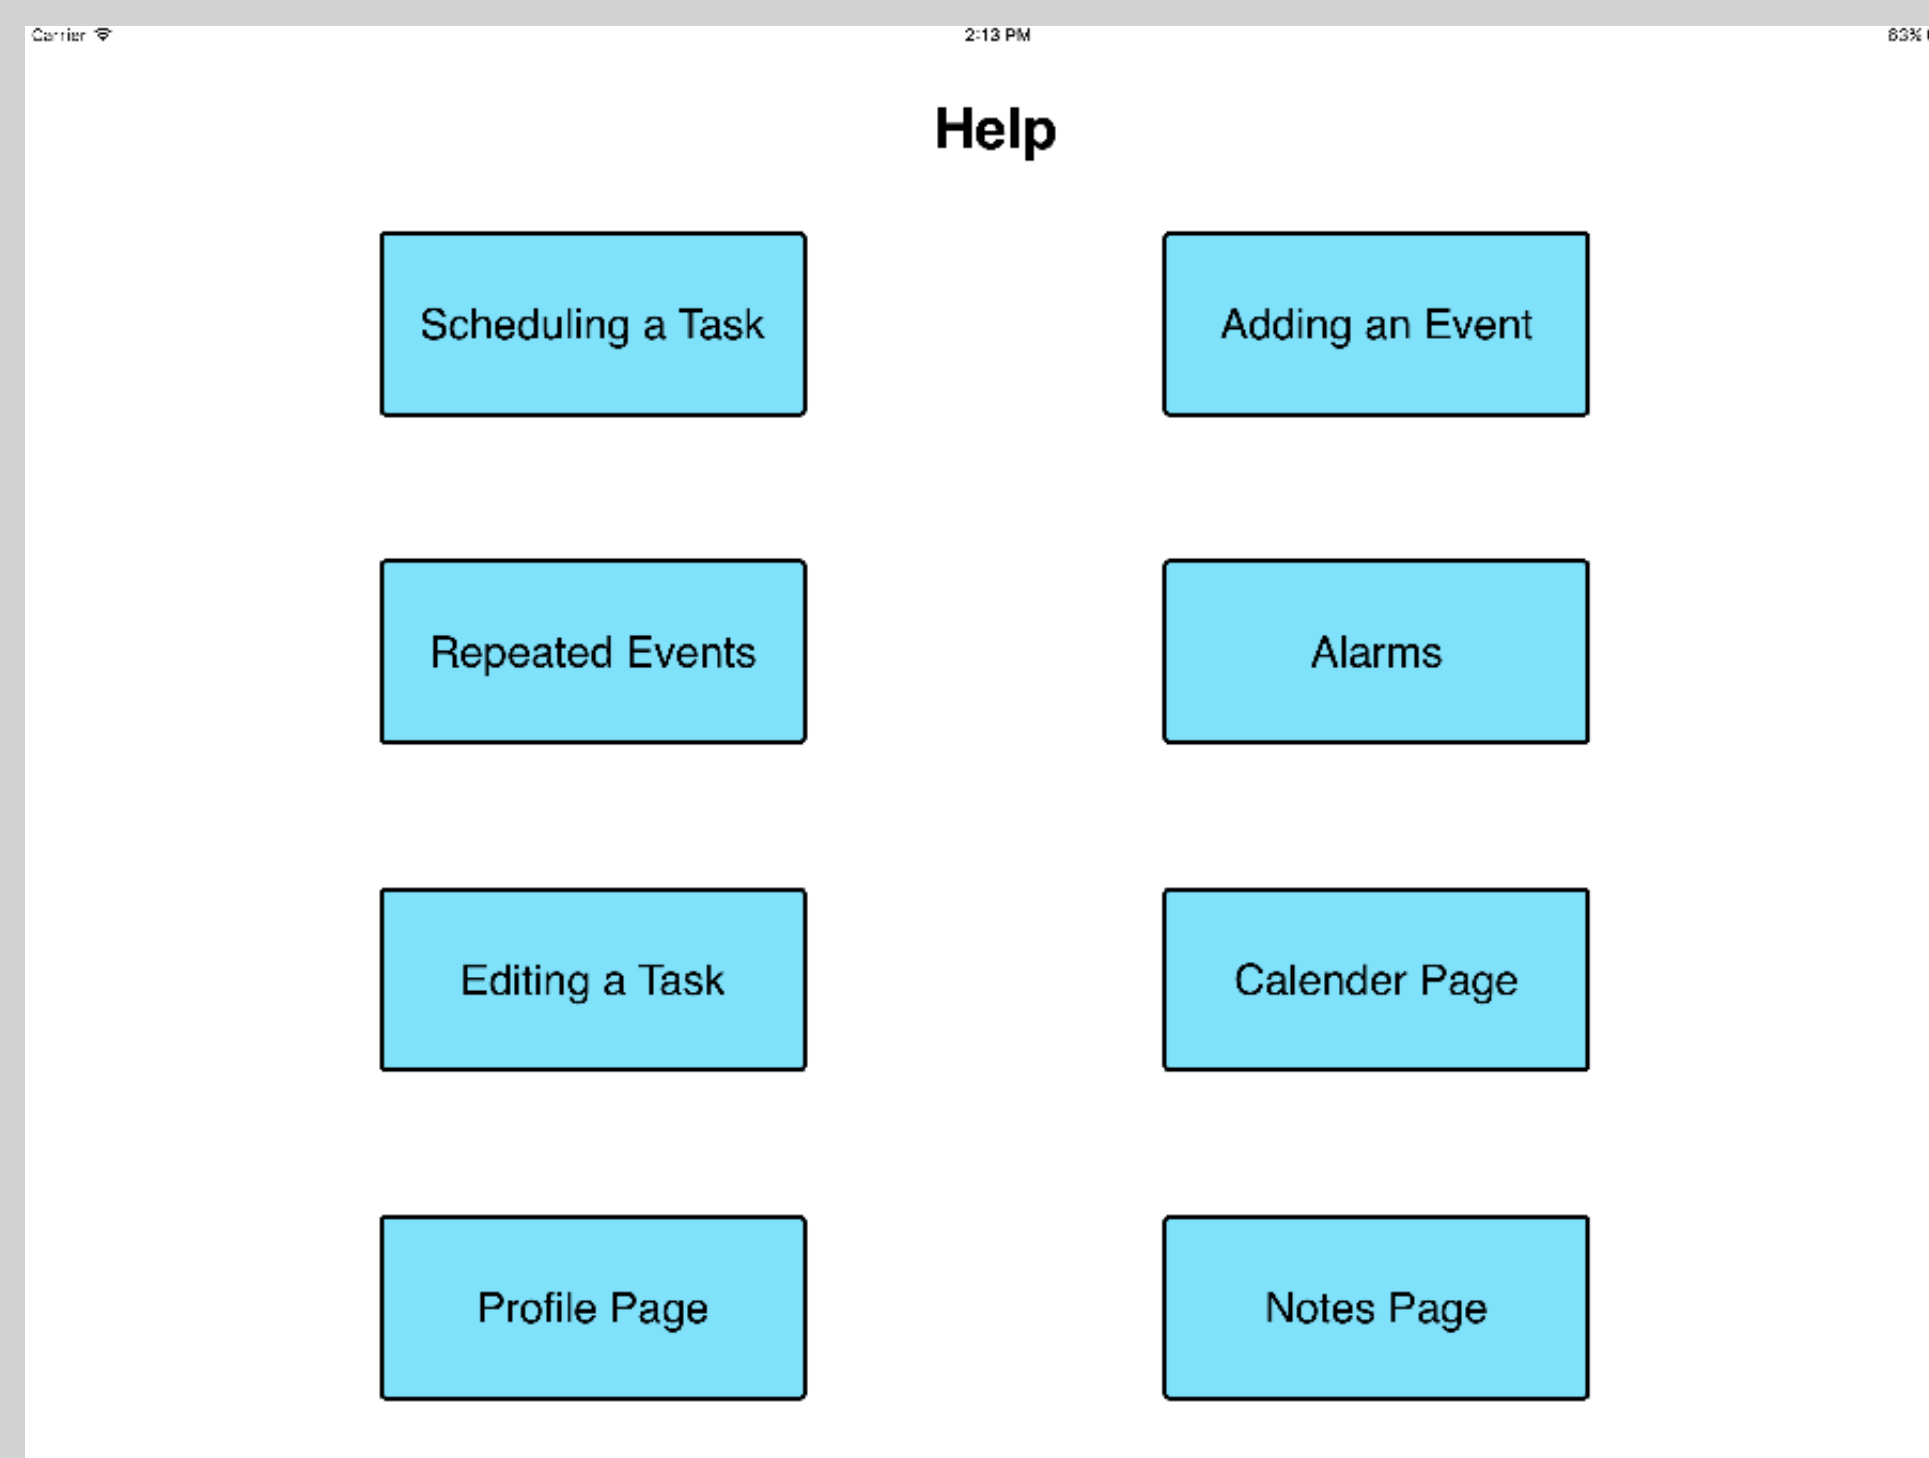 Carrier
2:13 PM
83%
Help
Scheduling a Task
Adding an Event
Repeated Events
Alarms
Editing a Task
Calender Page
Profile Page
Notes Page